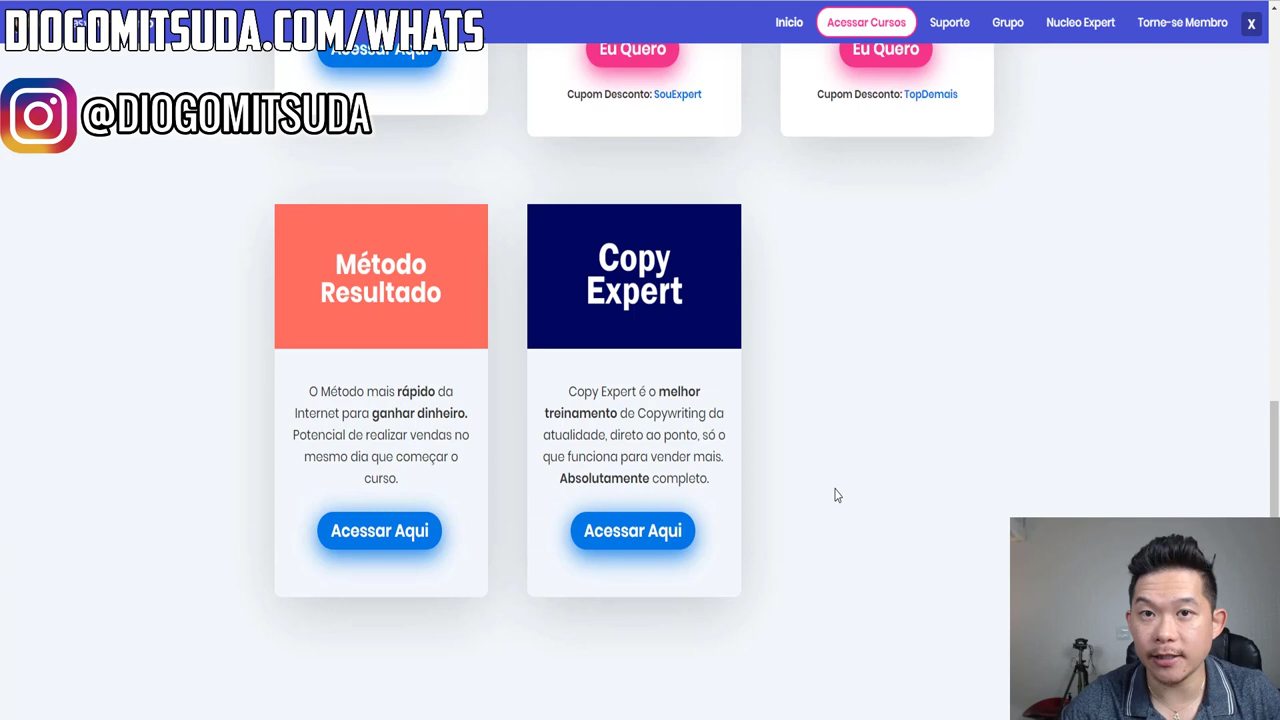 DIOGOMITSUDA.COM/WHATS
@DIOGOMITSUDA
Inicio
Acessar Cursos
Suporte
Grupo
Nucleo Expert
Torne-se Membro
X
Acessar Aqui
Eu Quero
Eu Quero
Cupom Desconto: SouExpert
Cupom Desconto: TopDemais
Método
Resultado
O Método mais rápido da
Internet para ganhar dinheiro.
Potencial de realizar vendas no
mesmo dia que começar o
curso.
Acessar Aqui
Copy
Expert
Copy Expert é o melhor
treinamento de Copywriting da
atualidade, direto ao ponto, só o
que funciona para vender mais.
Absolutamente completo.
Acessar Aqui